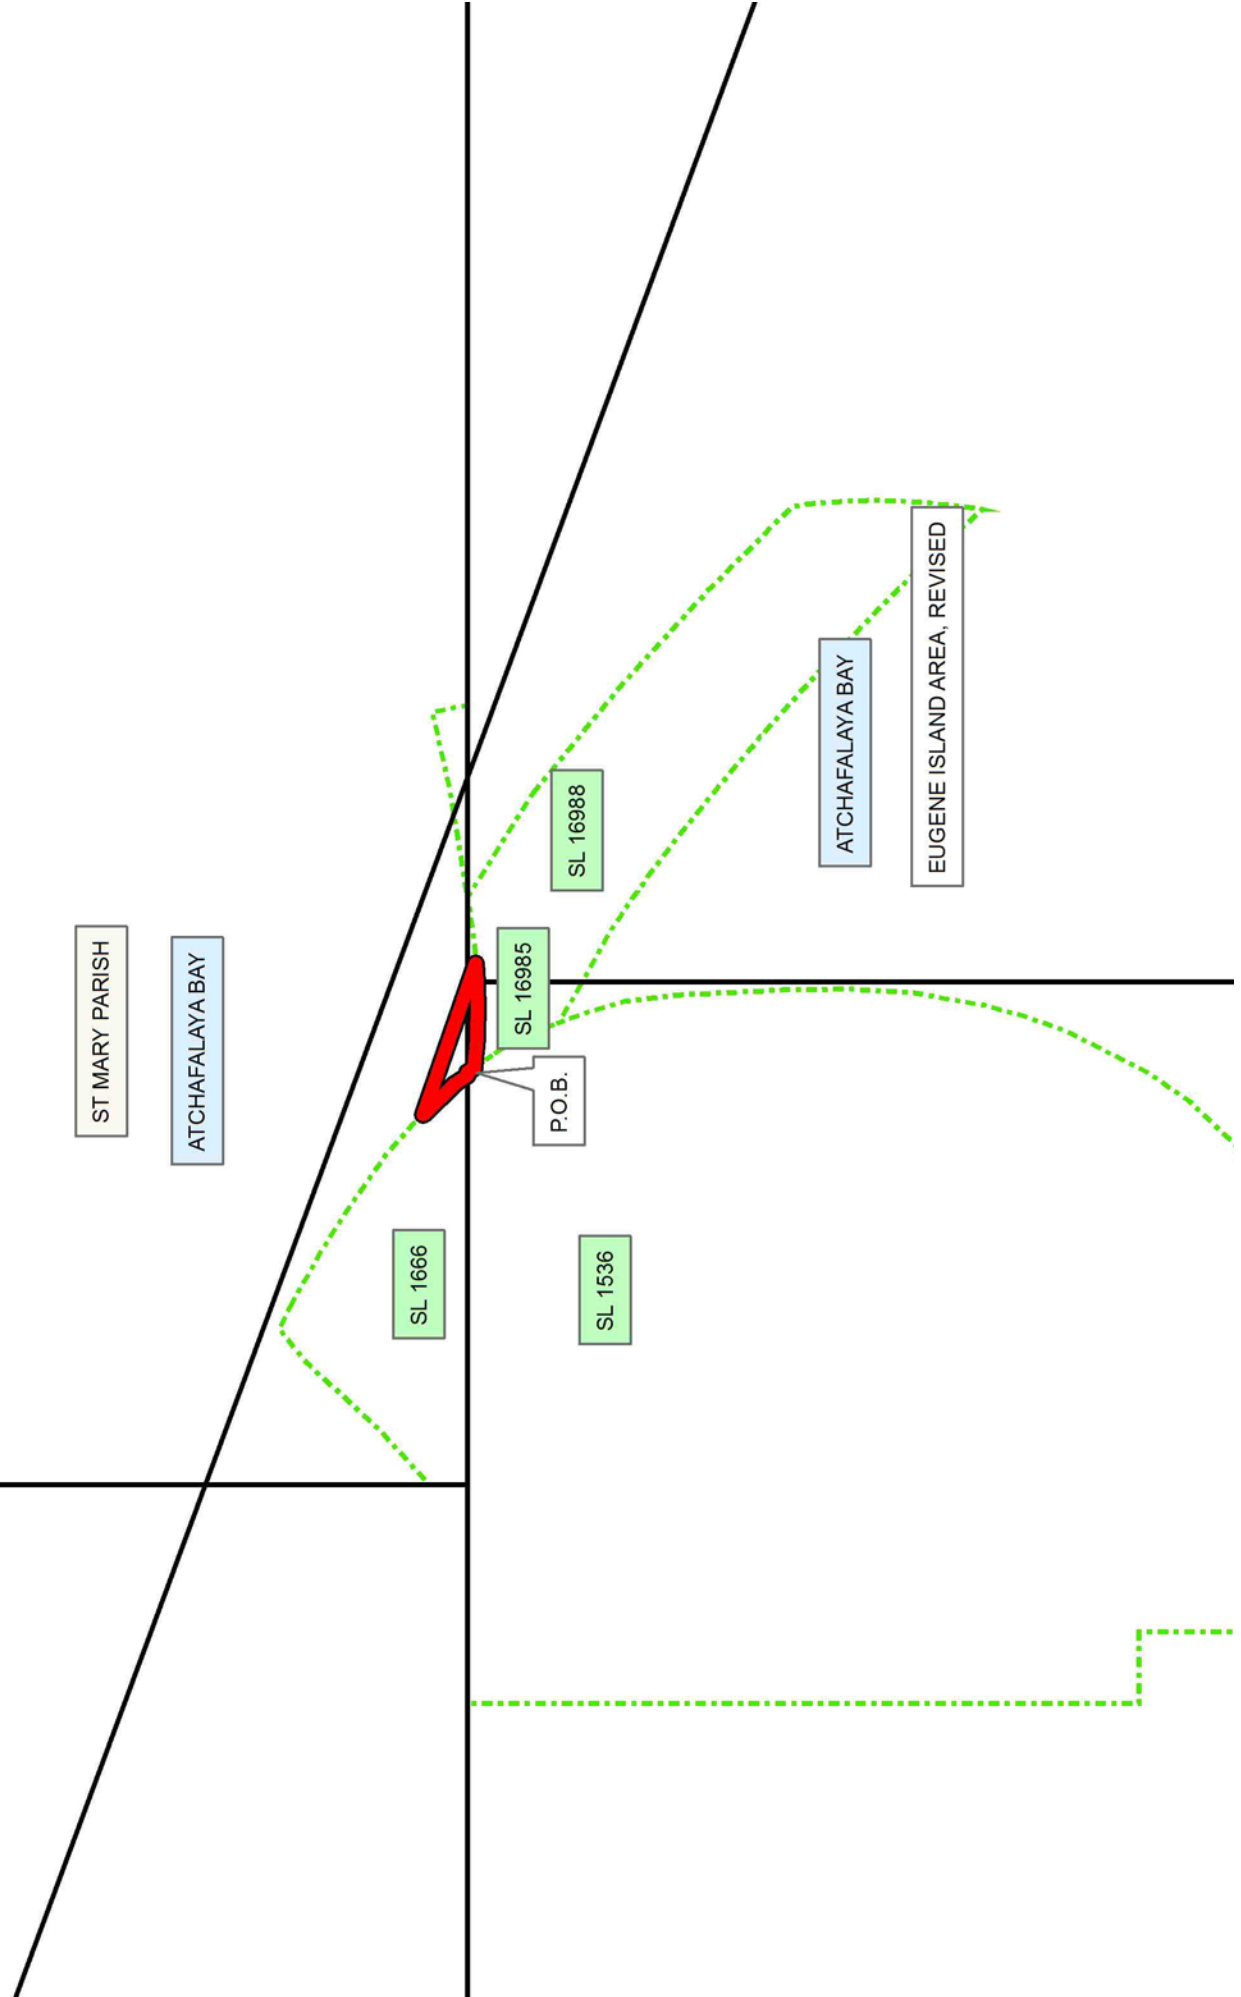 ST MARY PARISH
ATCHAFALAYA BAY
SL 1666
SL 16985
P.O.B.
SL 16988
SL 1536
ATCHAFALAYA BAY
EUGENE ISLAND AREA, REVISED